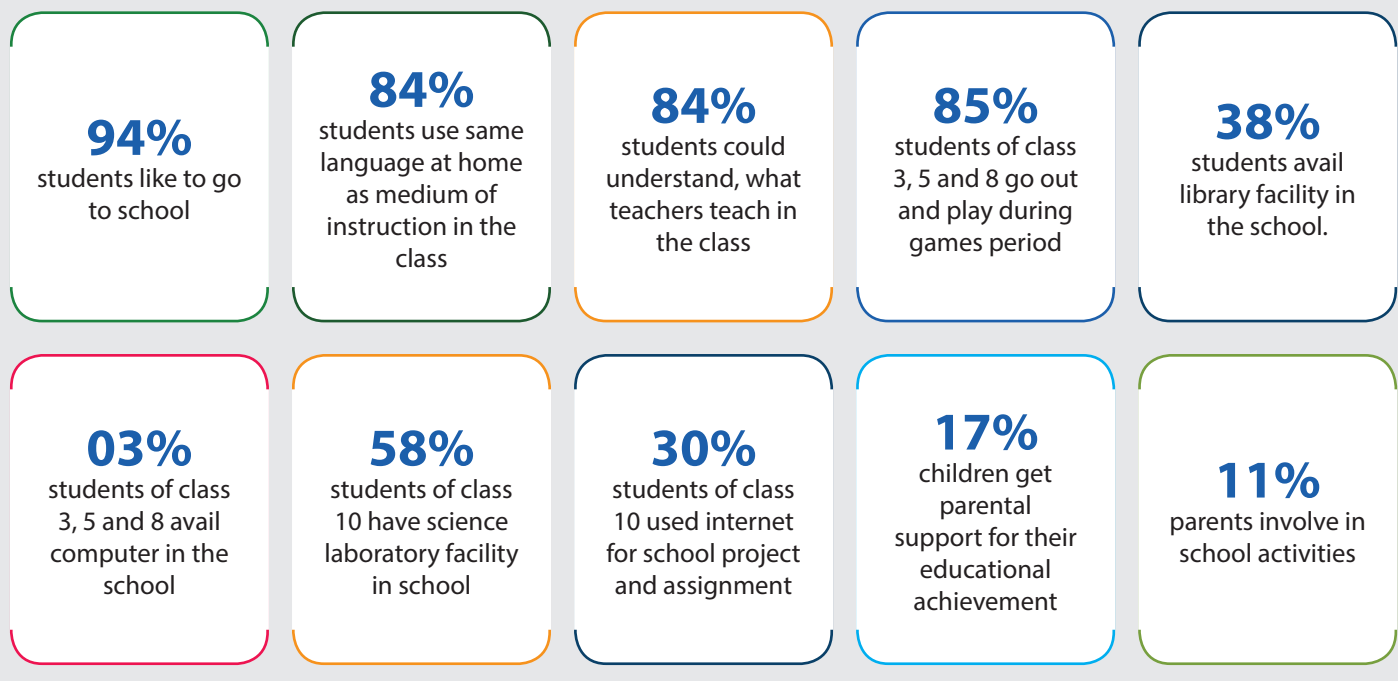 94%
students like to go
to school
84%
students use same
language at home
as medium of
instruction in the
class
84%
students could
understand, what
teachers teach in
the class
85%
students of class
3, 5 and 8 go out
and play during
games period
38%
students avail
library facility in
the school.
03%
students of class
3, 5 and 8 avail
computer in the
school
58%
students of class
10 have science
laboratory facility
in school
30%
students of class
10 used internet
for school project
and assignment
17%
children get
parental
support for their
educational
achievement
11%
parents involve in
school activities